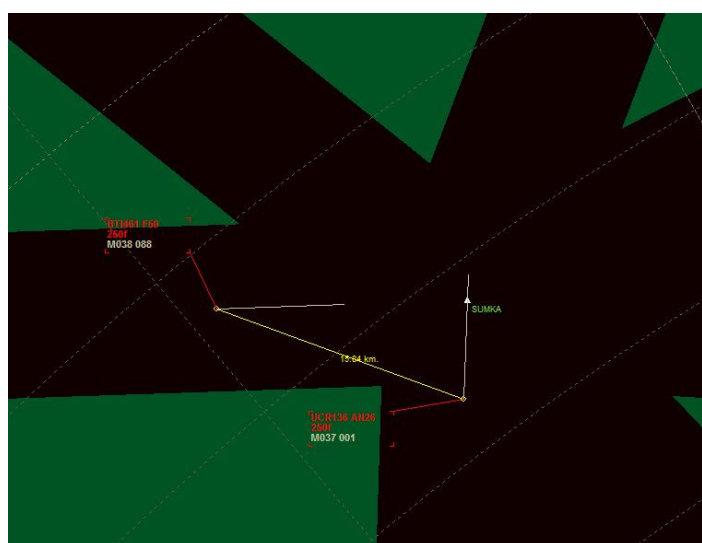 BTI461 F50
250f
M038 088
SUMKA
15.64 km.
UCR136 AN26
250f
M037 001